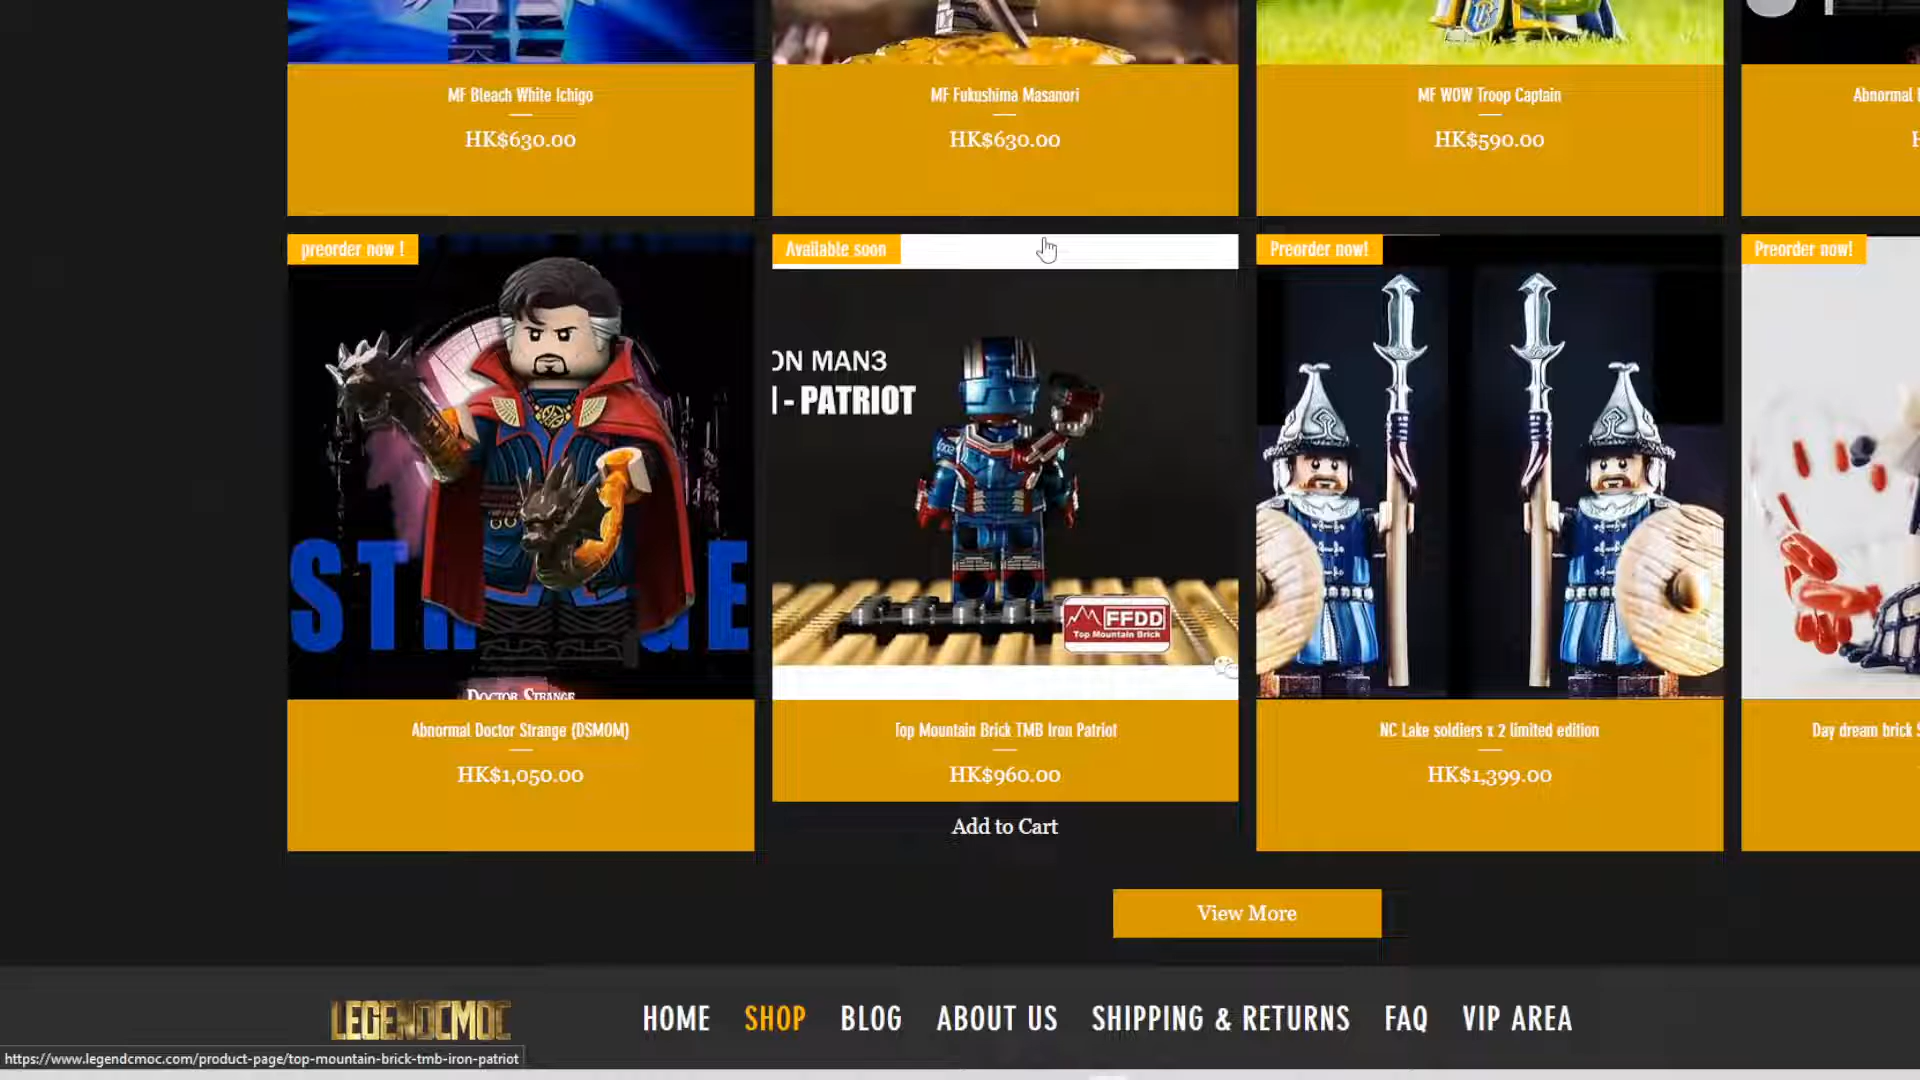 MF Bleach White Ichigo
HK$630.00
MF Fukushima Masanori
HK$630.00
MF WOW Troop Captain
HK$590.00
Abnormal
preorder now !
STR GE
DOCTOR STRANGE
Abnormal Doctor Strange (DSMOM)
HK$1,050.00
Available soon
ON MAN3
- PATRIOT
FFDD
Top Mountain Brick
Top Mountain Brick TMB Iron Patriot
HK$960.00
Add to Cart
Preorder now!
NC Lake soldiers x 2 limited edition
HK$1,399.00
Preorder now!
Day dream brick
View More
LEGENDCMOC
HOME
SHOP
BLOG
ABOUT US
SHIPPING & RETURNS
FAQ
VIP AREA
https://www.legendcmoc.com/product-page/top-mountain-brick-tmb-iron-patriot